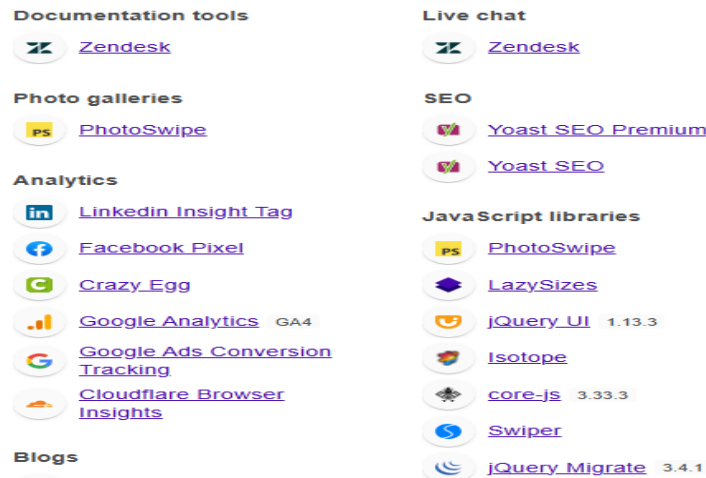 Documentation tools
Zendesk
Photo galleries
PS
PhotoSwipe
Analytics
in
Linkedin Insight Tag
Facebook Pixel
Crazy Egg
Google Analytics GA4
Google Ads Conversion
Tracking
Cloudflare Browser
Insights
Blogs
Live chat
Zendesk
SEO
Yoast SEO Premium
Yoast SEO
JavaScript libraries
PS
PhotoSwipe
LazySizes
jQuery UI 1.13.3
Isotope
core-js 3.33.3
Swiper
jQuery Migrate 3.4.1